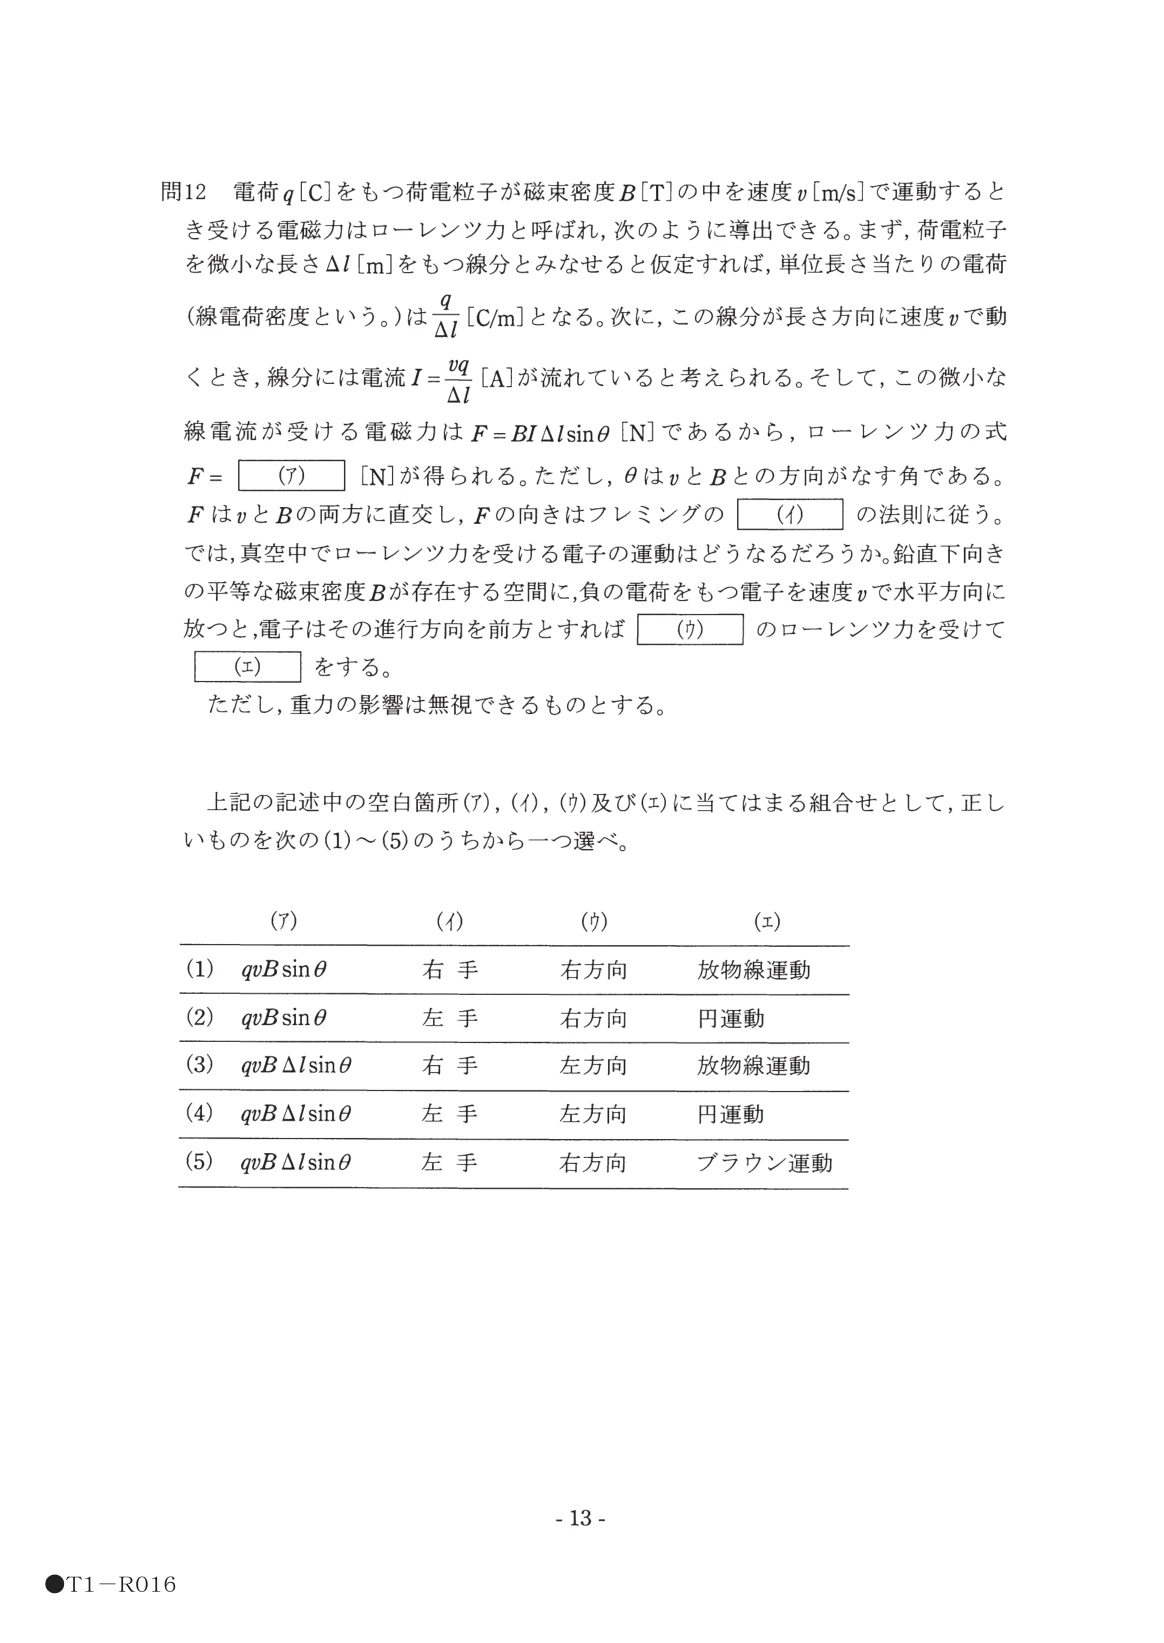 問12 電荷q[C]をもつ荷電粒子が磁束密度B[T]の中を速度v[m/s]で運動すると
き受ける電磁力はローレンツ力と呼ばれ,次のように導出できる。まず,荷電粒子
を微小な長さΔl[m]をもつ線分とみなせると仮定すれば,単位長さ当たりの電荷
(線電荷密度という。)は q/Δl [C/m]となる。次に,この線分が長さ方向に速度vで動
くとき,線分には電流 I = vq/Δl [A]が流れていると考えられる。そして,この微小な
線電流が受ける電磁力は F = BIΔl sinθ [N]であるから,ローレンツ力の式
F = (ア) [N]が得られる。ただし,θはvとBとの方向がなす角である。
FはvとBの両方に直交し,Fの向きはフレミングの (イ) の法則に従う。
では,真空中でローレンツ力を受ける電子の運動はどうなるだろうか。鉛直下向き
の平等な磁束密度Bが存在する空間に,負の電荷をもつ電子を速度vで水平方向に
放つと,電子はその進行方向を前方とすれば (ウ) のローレンツ力を受けて
(エ) をする。
ただし,重力の影響は無視できるものとする。
上記の記述中の空白箇所(ア),(イ),(ウ)及び(エ)に当てはまる組合せとして,正し
いものを次の(1)~(5)のうちから一つ選べ。
(ア) (イ) (ウ) (エ)
(1) qvB sinθ 右 手 右方向 放物線運動
(2) qvB sinθ 左 手 右方向 円運動
(3) qvB Δl sinθ 右 手 左方向 放物線運動
(4) qvB Δl sinθ 左 手 左方向 円運動
(5) qvB Δl sinθ 左 手 右方向 ブラウン運動
- 13 -
●T1-R016